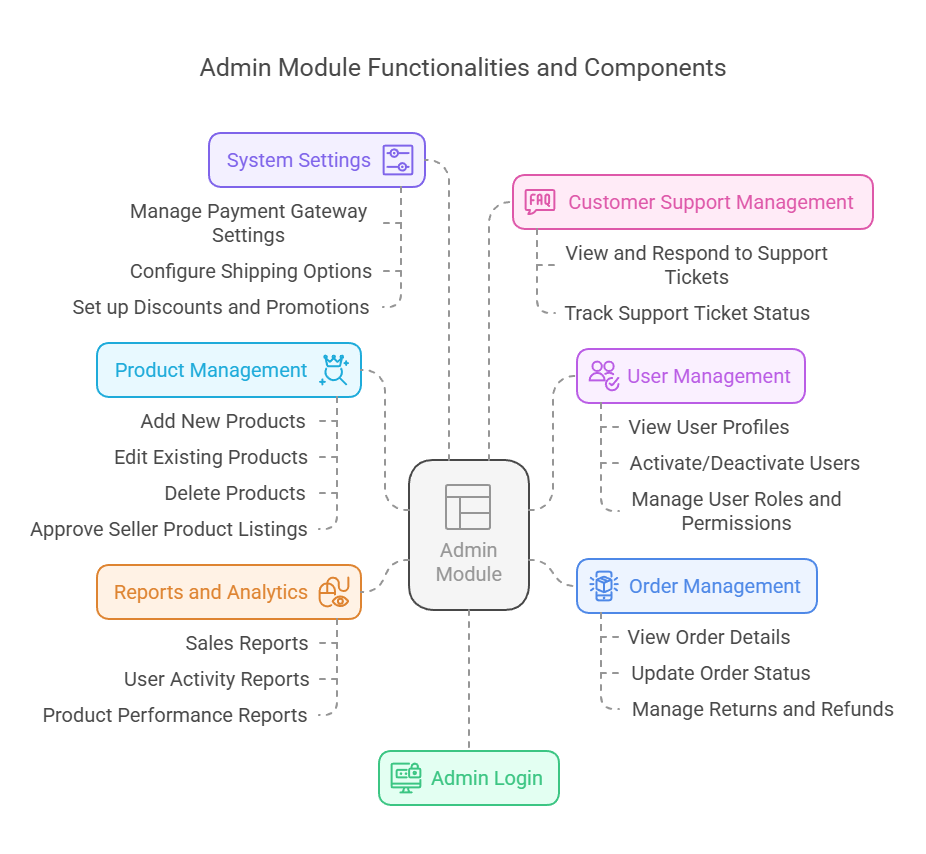 Admin Module Functionalities and Components
System Settings
Manage Payment Gateway
Settings
Configure Shipping Options
Set up Discounts and Promotions
FAQ
Customer Support Management
View and Respond to Support
Tickets
Track Support Ticket Status
Product Management
Add New Products
Edit Existing Products
Delete Products
Approve Seller Product Listings
User Management
View User Profiles
Activate/Deactivate Users
Manage User Roles and
Permissions
Admin
Module
Reports and Analytics
Sales Reports
User Activity Reports
Product Performance Reports
Order Management
View Order Details
Update Order Status
Manage Returns and Refunds
Admin Login